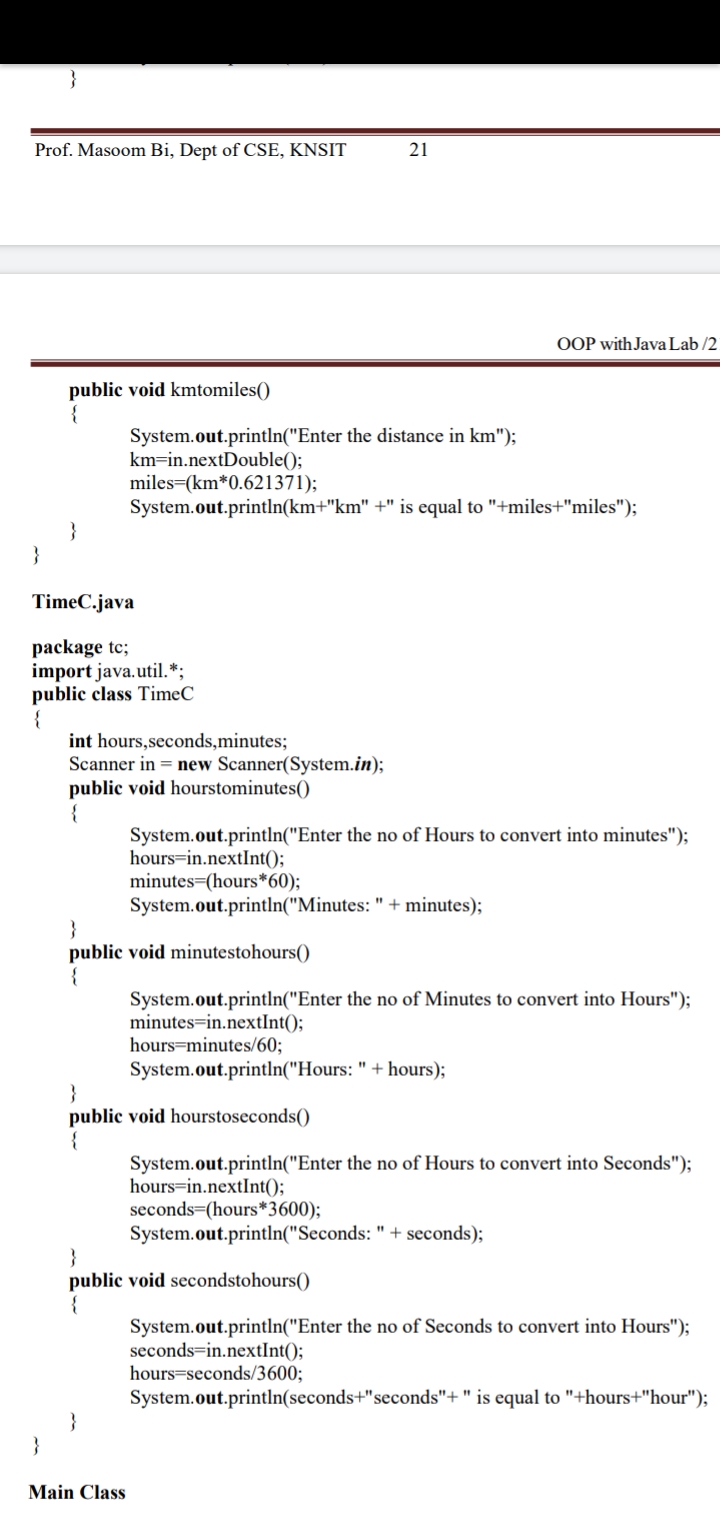 }
Prof. Masoom Bi, Dept of CSE, KNSIT 21
OOP with Java Lab /2
public void kmtomiles()
{
System.out.println("Enter the distance in km");
km=in.nextDouble();
miles=(km*0.621371);
System.out.println(km+"km" +" is equal to "+miles+"miles");
}
}
TimeC.java
package tc;
import java.util.*;
public class TimeC
{
int hours,seconds,minutes;
Scanner in = new Scanner(System.in);
public void hourstominutes()
{
System.out.println("Enter the no of Hours to convert into minutes");
hours=in.nextInt();
minutes=(hours*60);
System.out.println("Minutes: " + minutes);
}
public void minutestohours()
{
System.out.println("Enter the no of Minutes to convert into Hours");
minutes=in.nextInt();
hours=minutes/60;
System.out.println("Hours: " + hours);
}
public void hourstoseconds()
{
System.out.println("Enter the no of Hours to convert into Seconds");
hours=in.nextInt();
seconds=(hours*3600);
System.out.println("Seconds: " + seconds);
}
public void secondstohours()
{
System.out.println("Enter the no of Seconds to convert into Hours");
seconds=in.nextInt();
hours=seconds/3600;
System.out.println(seconds+"seconds"+ " is equal to "+hours+"hour");
}
}
Main Class